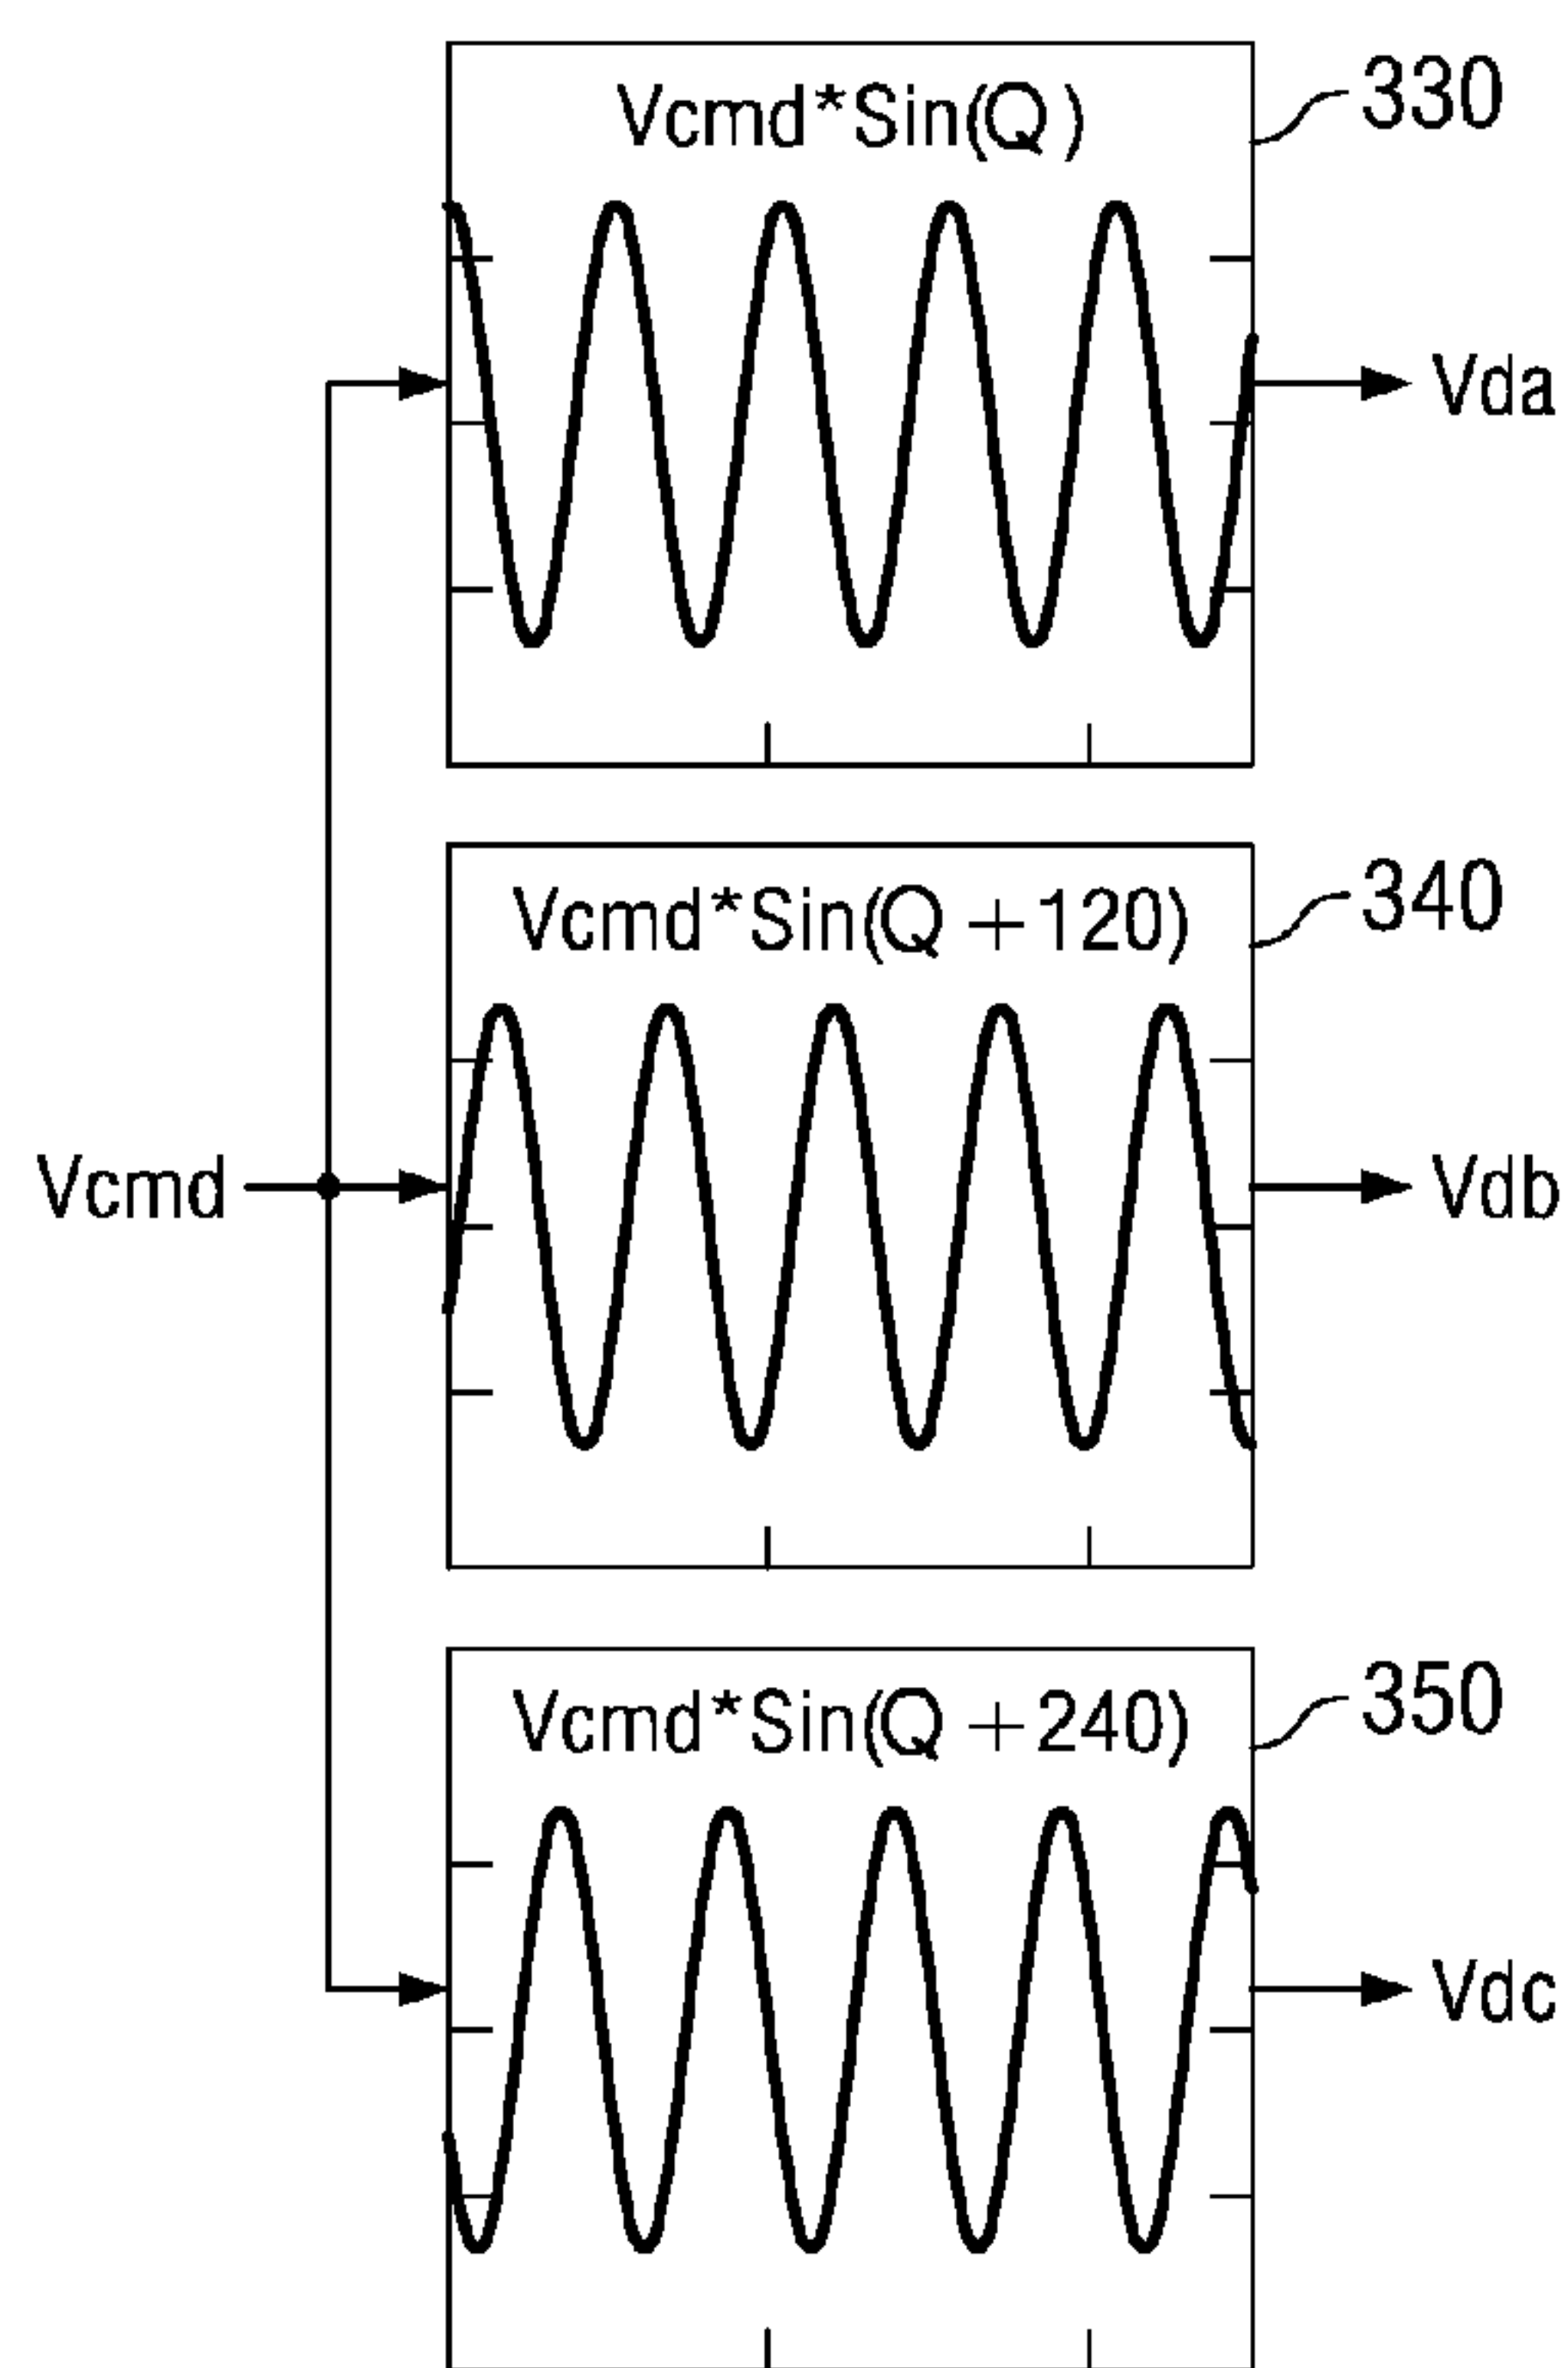 Vcmd*Sin(Q)
330
Vda
Vcmd*Sin(Q +120)
340
Vcmd
Vdb
Vcmd*Sin(Q +240)
350
Vdc